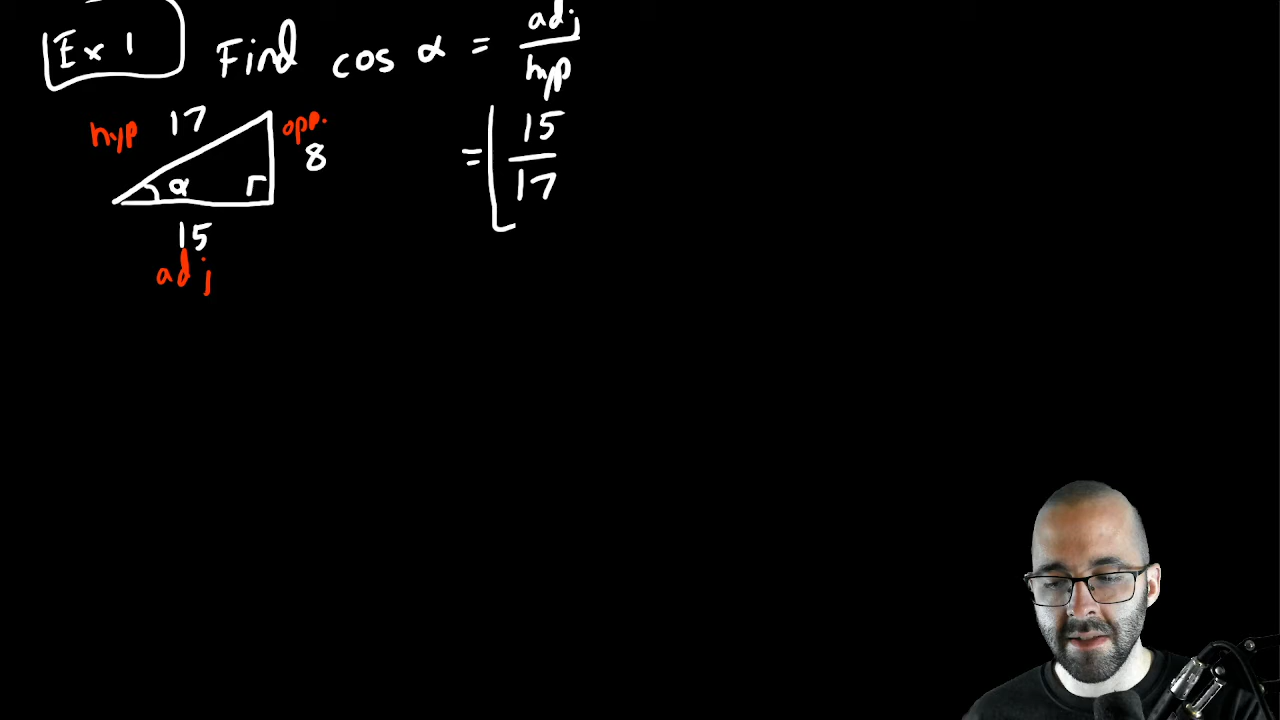 Ex 1
Find cos α = adj/hyp
= 15/17
hyp
17
opp.
8
α
15
adj